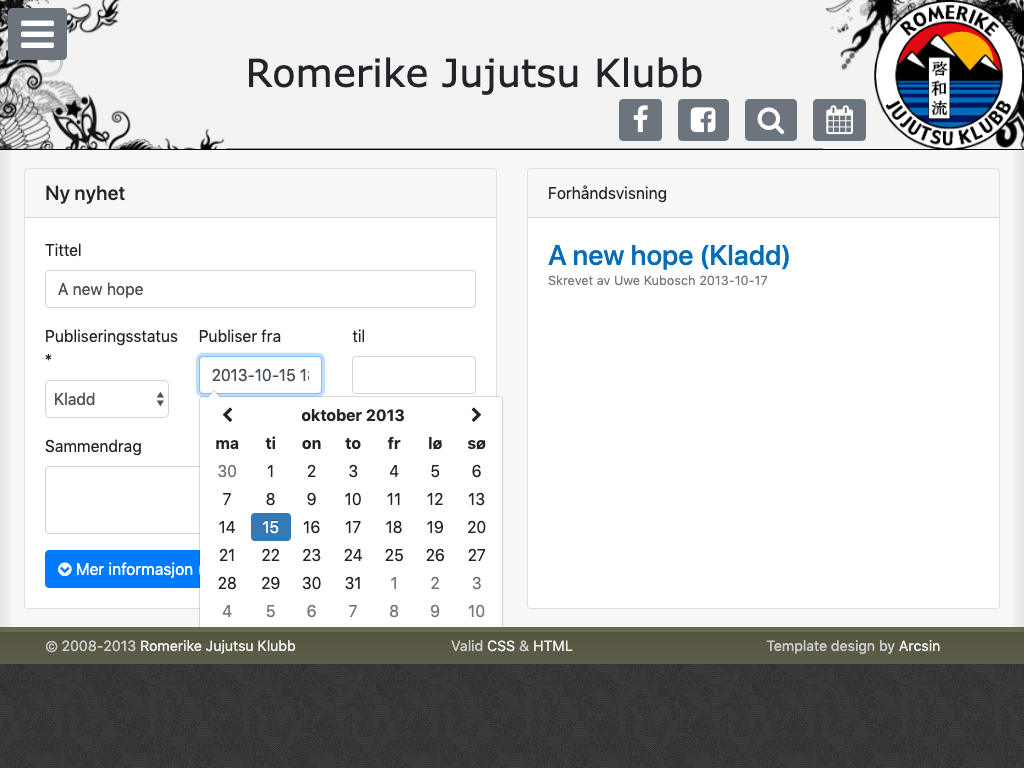 Romerike Jujutsu Klubb
ROMERIKE
啓和流
JUJUTSU KLUBB
Ny nyhet
Tittel
A new hope
Publiseringsstatus
*
Kladd
Publiser fra
2013-10-15 18
til
oktober 2013
ma ti on to fr lø sø
30 1 2 3 4 5 6
7 8 9 10 11 12 13
14 15 16 17 18 19 20
21 22 23 24 25 26 27
28 29 30 31 1 2 3
4 5 6 7 8 9 10
Sammendrag
Mer informasjon
Forhåndsvisning
A new hope (Kladd)
Skrevet av Uwe Kubosch 2013-10-17
© 2008-2013 Romerike Jujutsu Klubb
Valid CSS & HTML
Template design by Arcsin